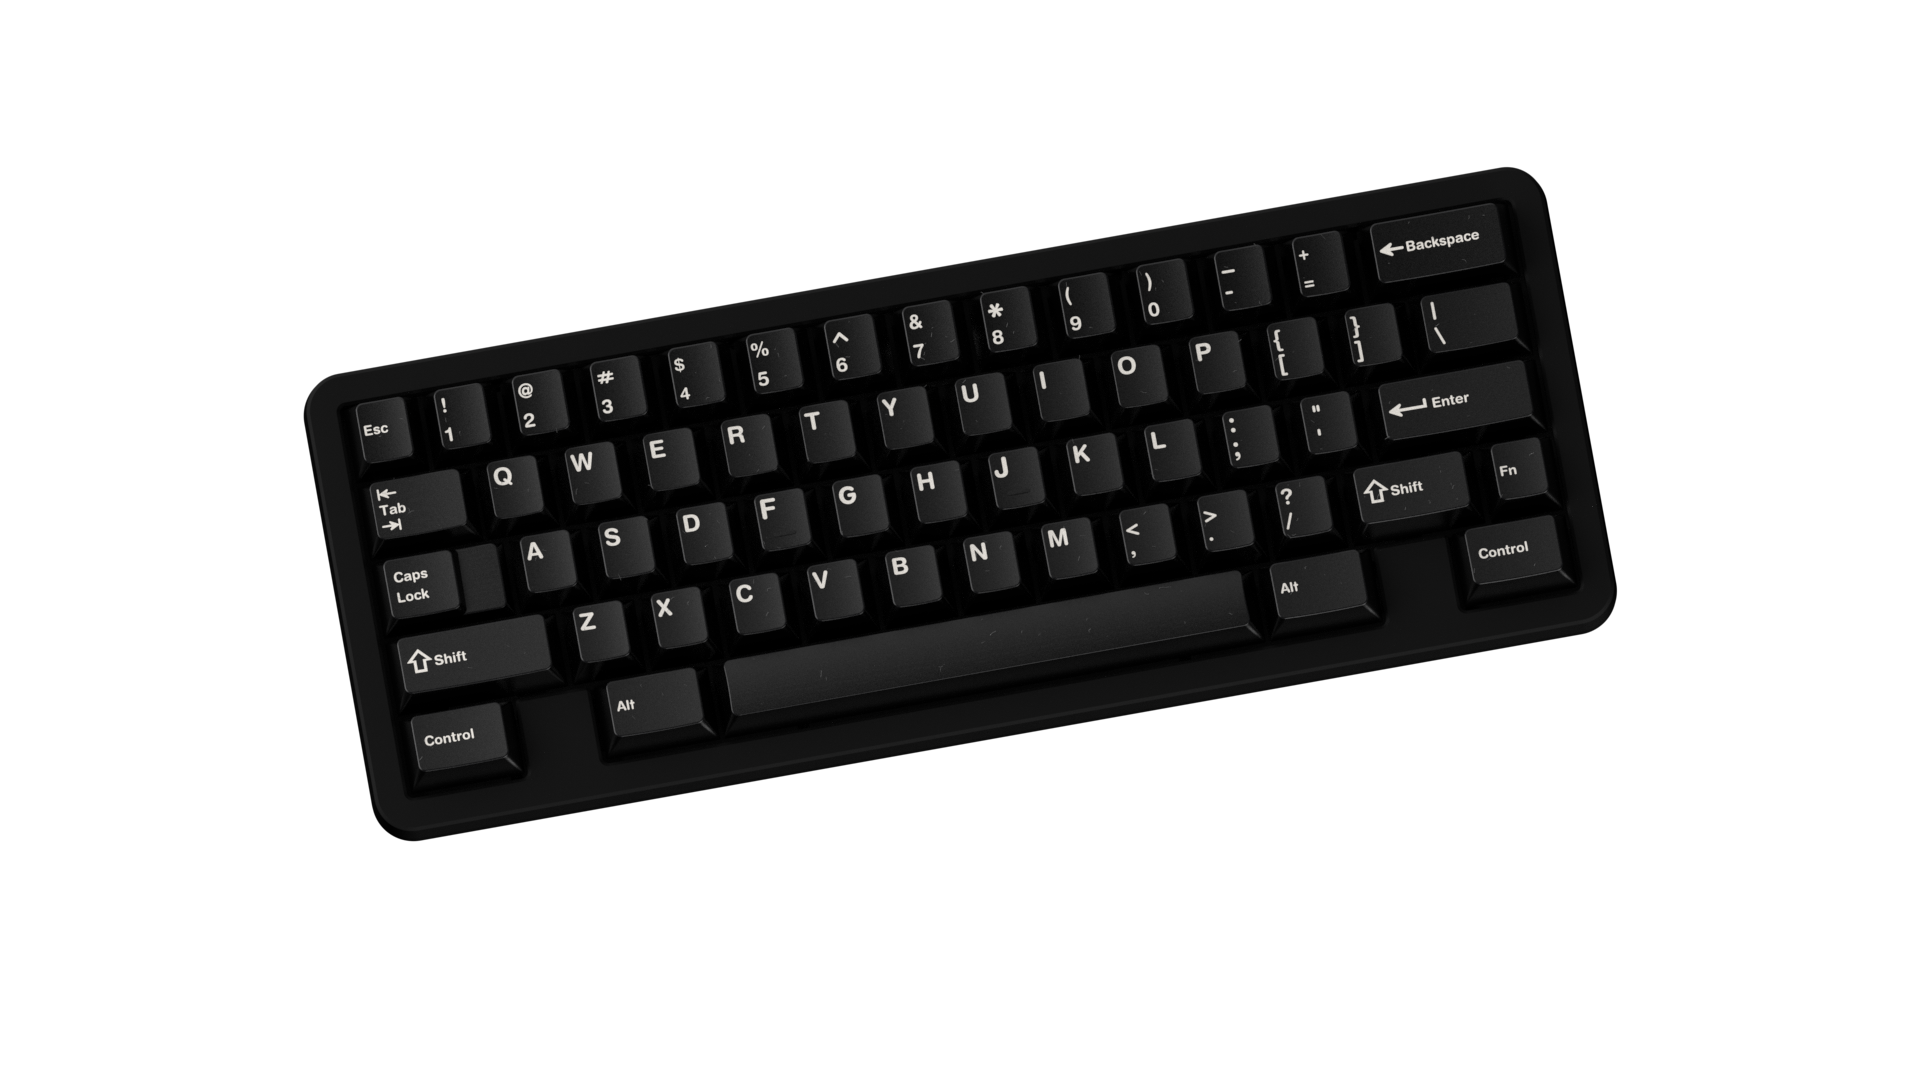 Esc ! 1 @ 2 # 3 $ 4 % 5 ^ 6 & 7 * 8 ( 9 ) 0 _ - + = ←Backspace
⇤ Tab ⇥ Q W E R T Y U I O P { [ } ] | \
Caps Lock A S D F G H J K L : ; " ' ↵ Enter
⇧ Shift Z X C V B N M < , > . ? / ⇧ Shift Fn
Control Alt Alt Control